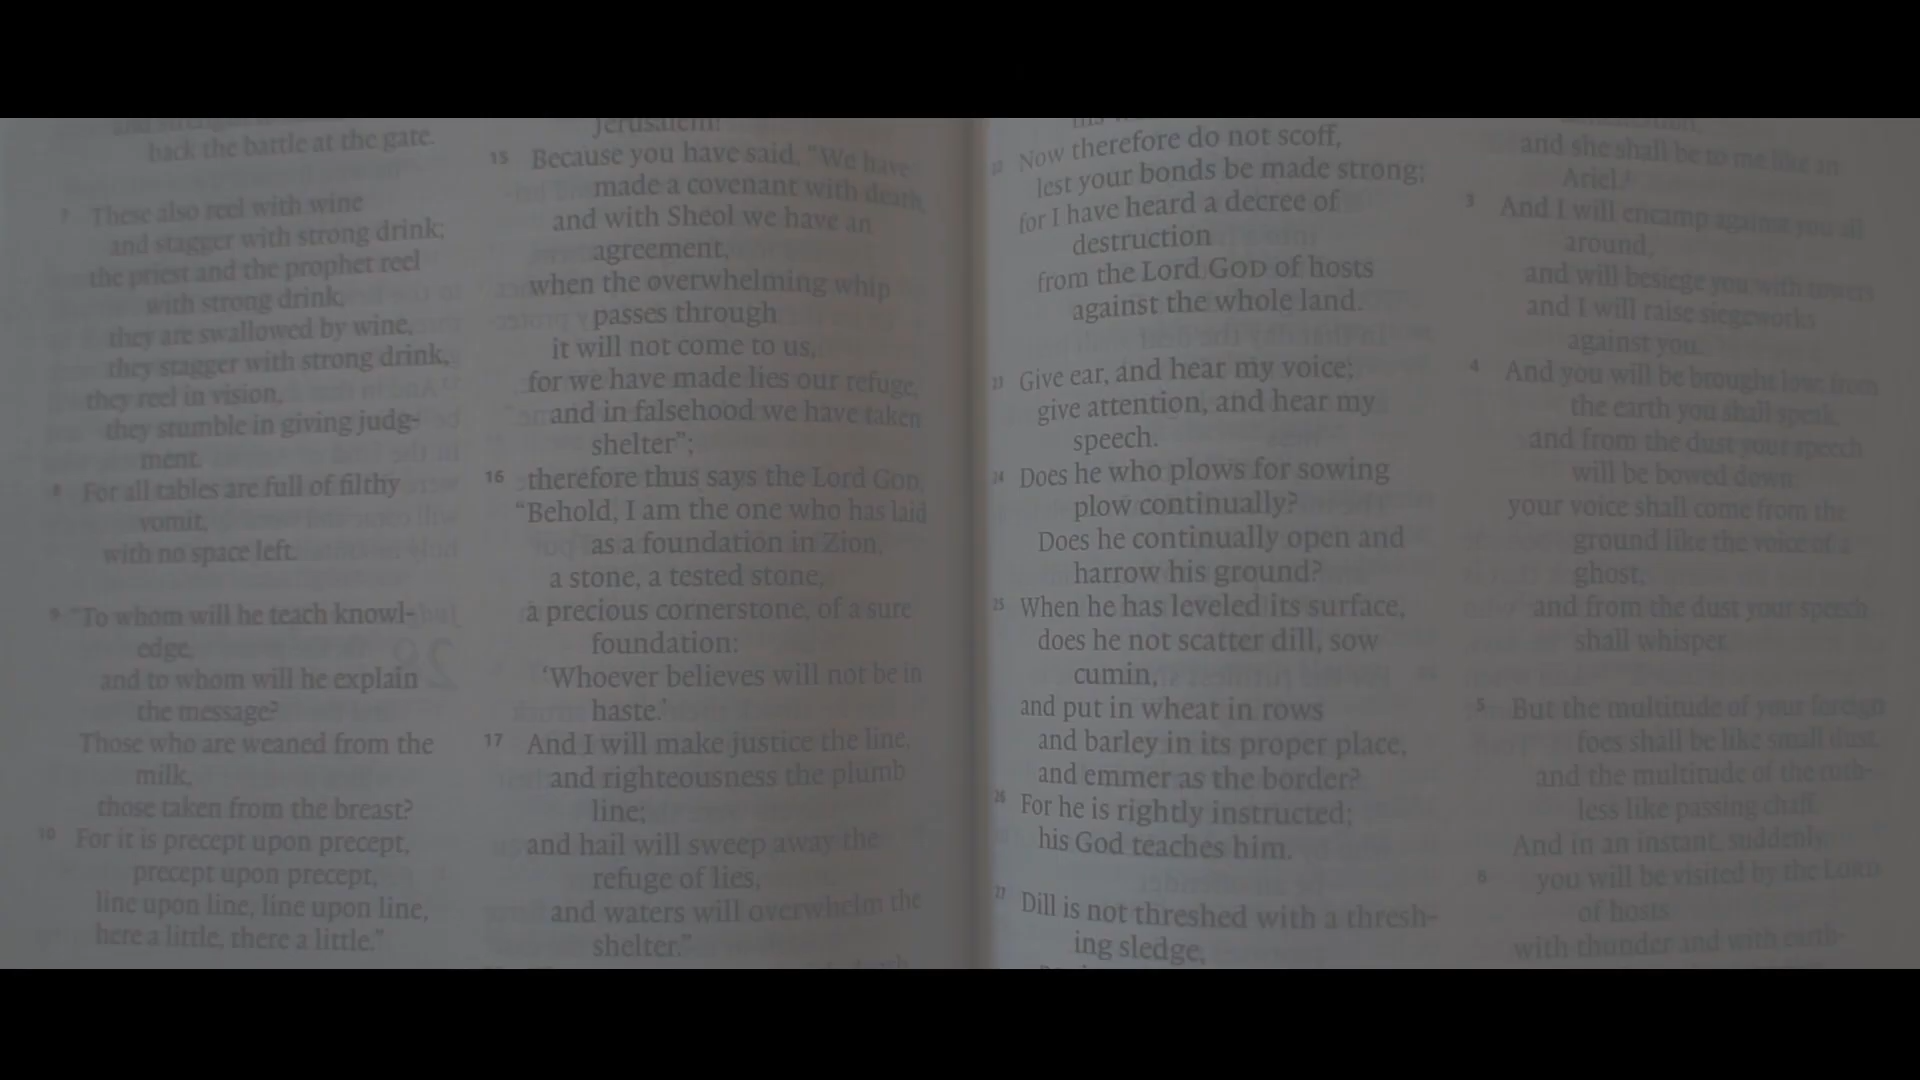 back the battle at the gate.
7 These also reel with wine
and stagger with strong drink;
the priest and the prophet reel
with strong drink,
they are swallowed by wine,
they stagger with strong drink,
they reel in vision,
they stumble in giving judg-
ment.
8 For all tables are full of filthy
vomit,
with no space left.
9 “To whom will he teach knowl-
edge,
and to whom will he explain
the message?
Those who are weaned from the
milk,
those taken from the breast?
10 For it is precept upon precept,
precept upon precept,
line upon line, line upon line,
here a little, there a little.”
Jerusalem!
15 Because you have said, “We have
made a covenant with death,
and with Sheol we have an
agreement,
when the overwhelming whip
passes through
it will not come to us,
for we have made lies our refuge,
and in falsehood we have taken
shelter”;
16 therefore thus says the Lord GOD,
“Behold, I am the one who has laid
as a foundation in Zion,
a stone, a tested stone,
a precious cornerstone, of a sure
foundation:
‘Whoever believes will not be in
haste.’
17 And I will make justice the line,
and righteousness the plumb
line;
and hail will sweep away the
refuge of lies,
and waters will overwhelm the
shelter.”
22 Now therefore do not scoff,
lest your bonds be made strong;
for I have heard a decree of
destruction
from the Lord GOD of hosts
against the whole land.
23 Give ear, and hear my voice;
give attention, and hear my
speech.
24 Does he who plows for sowing
plow continually?
Does he continually open and
harrow his ground?
25 When he has leveled its surface,
does he not scatter dill, sow
cumin,
and put in wheat in rows
and barley in its proper place,
and emmer as the border?
26 For he is rightly instructed;
his God teaches him.
27 Dill is not threshed with a thresh-
ing sledge,
and she shall be to me like an
Ariel.
3 And I will encamp against you all
around,
and will besiege you with towers
and I will raise siegeworks
against you.
4 And you will be brought low; from
the earth you shall speak,
and from the dust your speech
will be bowed down;
your voice shall come from the
ground like the voice of a
ghost,
and from the dust your speech
shall whisper.
5 But the multitude of your foreign
foes shall be like small dust,
and the multitude of the ruth-
less like passing chaff.
And in an instant, suddenly,
6 you will be visited by the LORD
of hosts
with thunder and with earth-